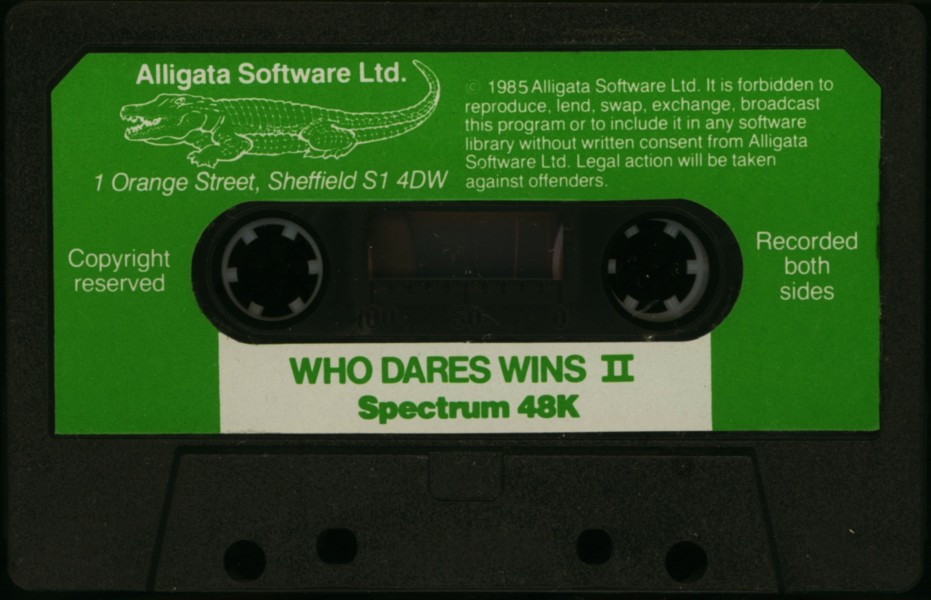 Alligata Software Ltd.
1 Orange Street, Sheffield S1 4DW
© 1985 Alligata Software Ltd. It is forbidden to
reproduce, lend, swap, exchange, broadcast
this program or to include it in any software
library without written consent from Alligata
Software Ltd. Legal action will be taken
against offenders.
Copyright
reserved
Recorded
both
sides
100 50 0
WHO DARES WINS II
Spectrum 48K